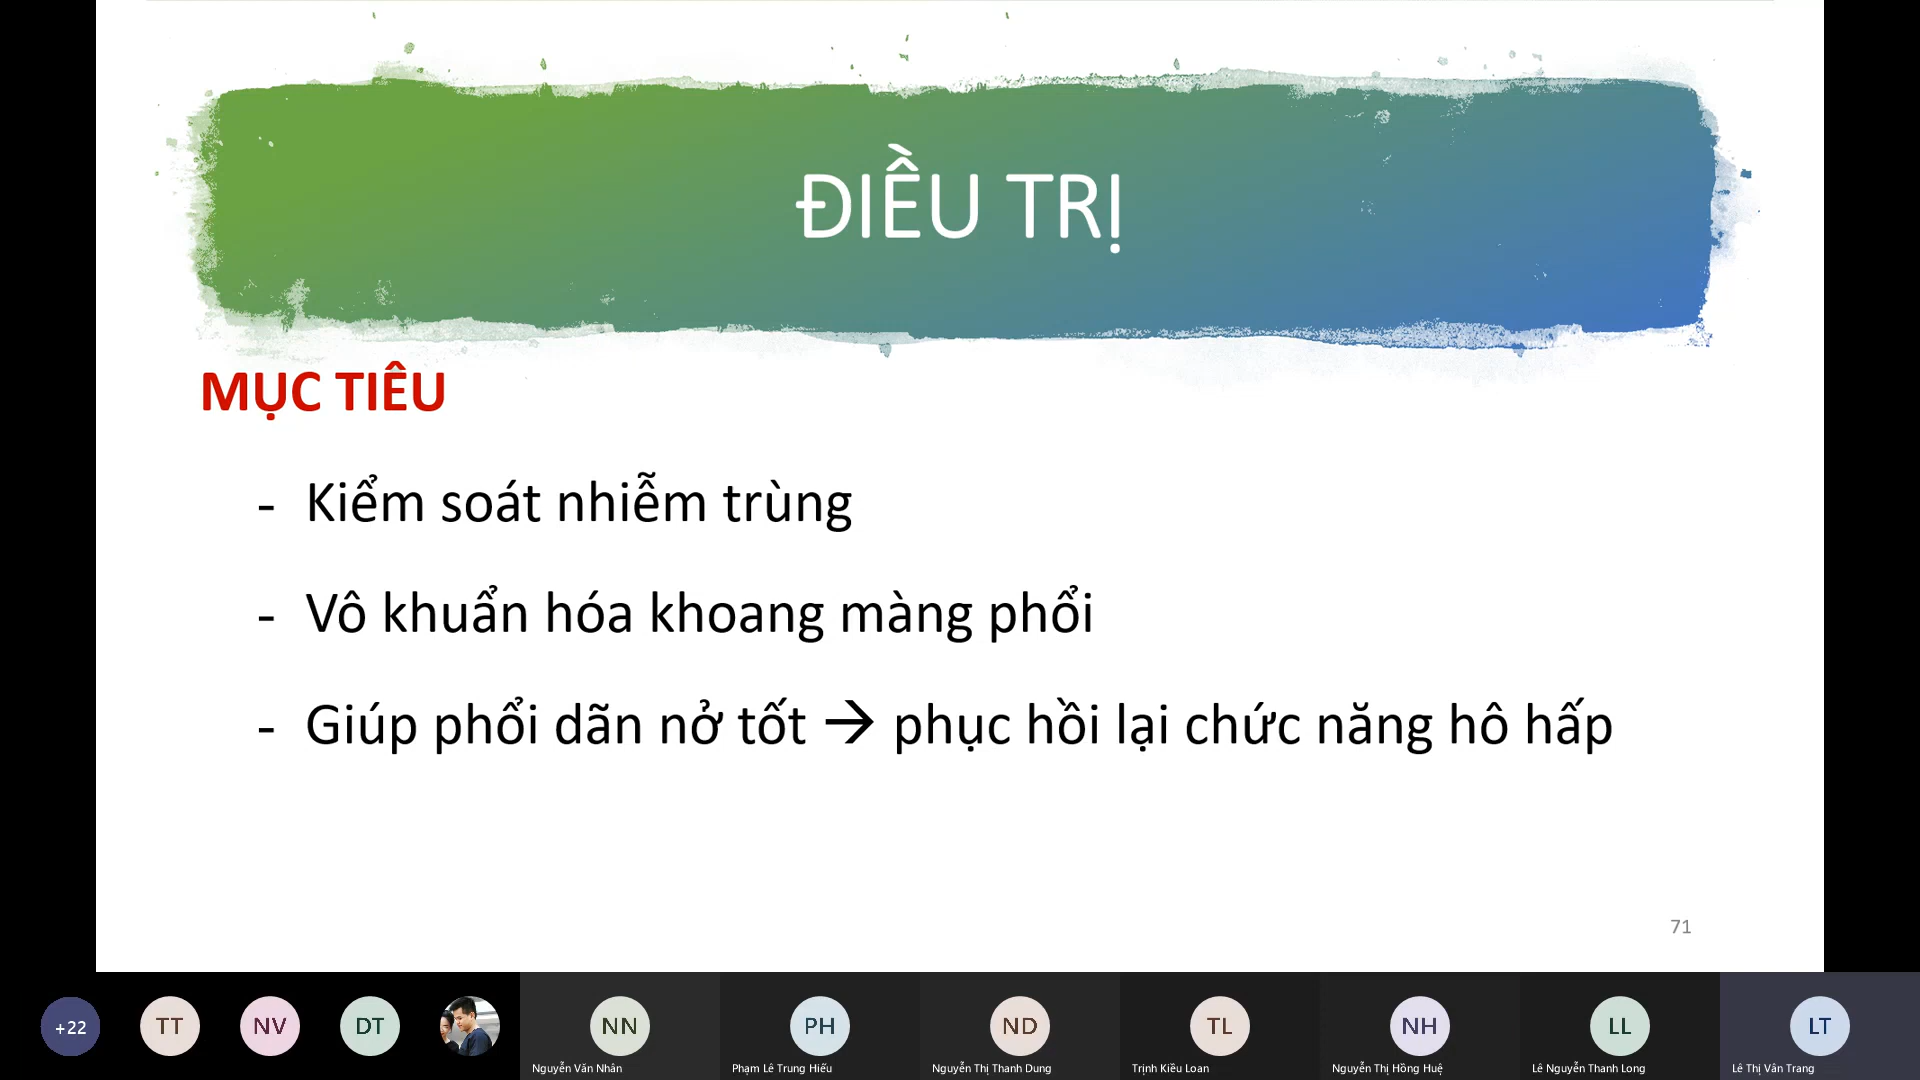 ĐIỀU TRỊ
MỤC TIÊU
- Kiểm soát nhiễm trùng
- Vô khuẩn hóa khoang màng phổi
- Giúp phổi dãn nở tốt → phục hồi lại chức năng hô hấp
71
+22
TT
NV
DT
NN
PH
ND
TL
NH
LL
LT
Nguyễn Văn Nhân
Phạm Lê Trung Hiếu
Nguyễn Thị Thanh Dung
Trịnh Kiều Loan
Nguyễn Thị Hồng Huệ
Lê Nguyễn Thanh Long
Lê Thị Vân Trang